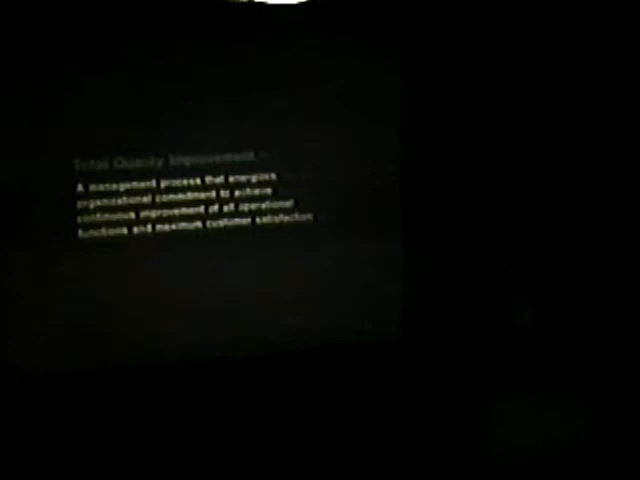 Total Quality Improvement
A management process that energizes
organizational commitment to achieve
continuous improvement of all operational
functions and maximum customer satisfaction